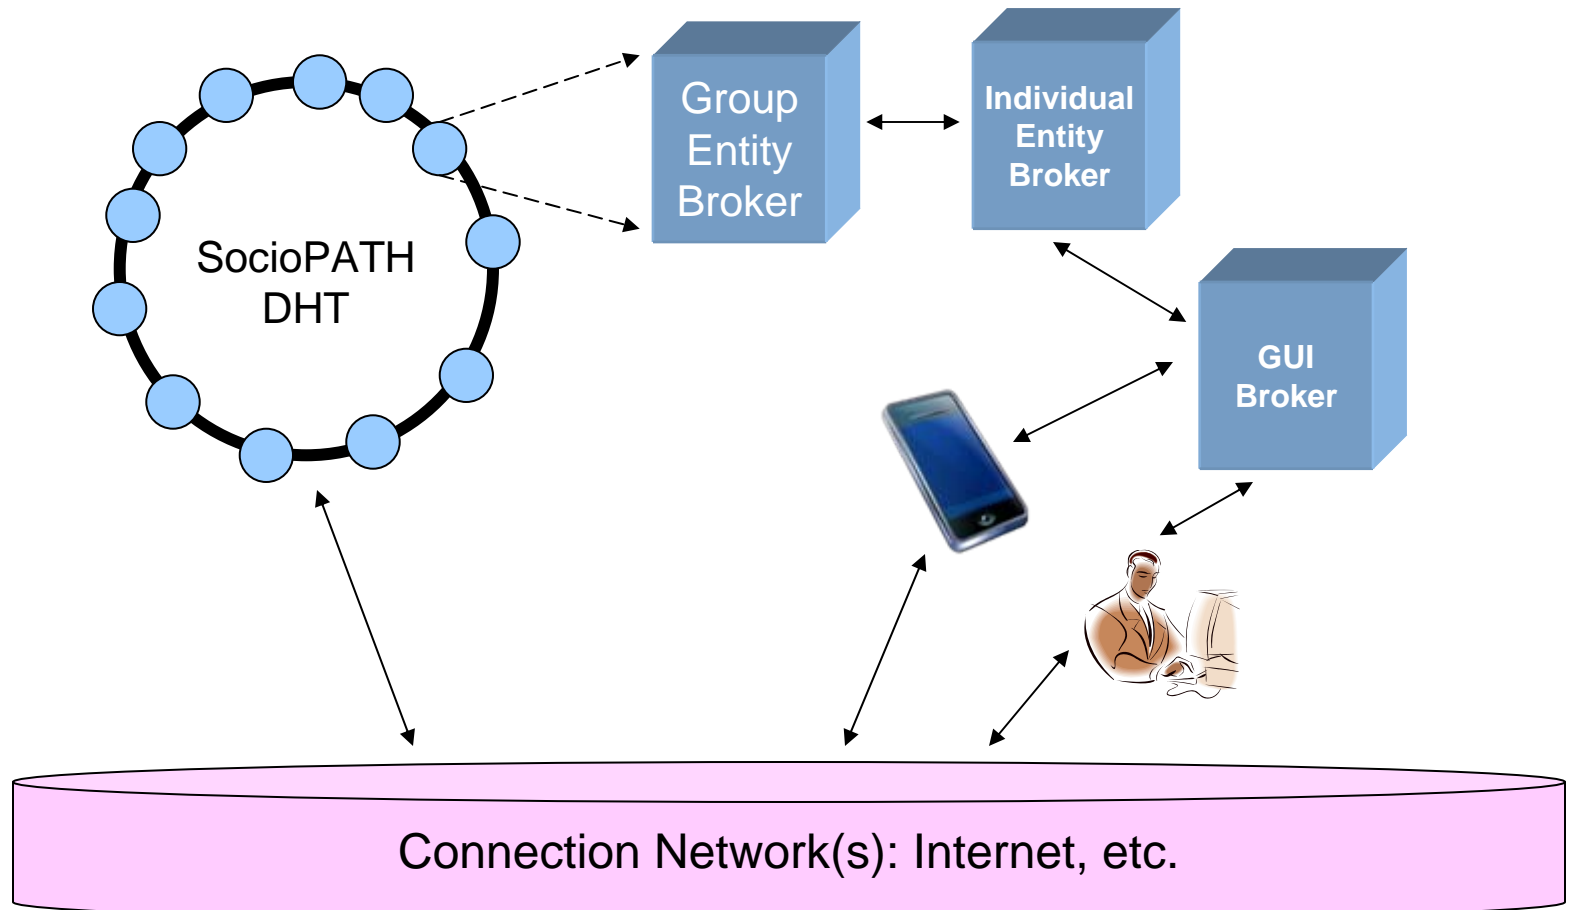 Group
Entity
Broker
Individual
Entity
Broker
SocioPATH
DHT
GUI
Broker
Connection Network(s): Internet, etc.